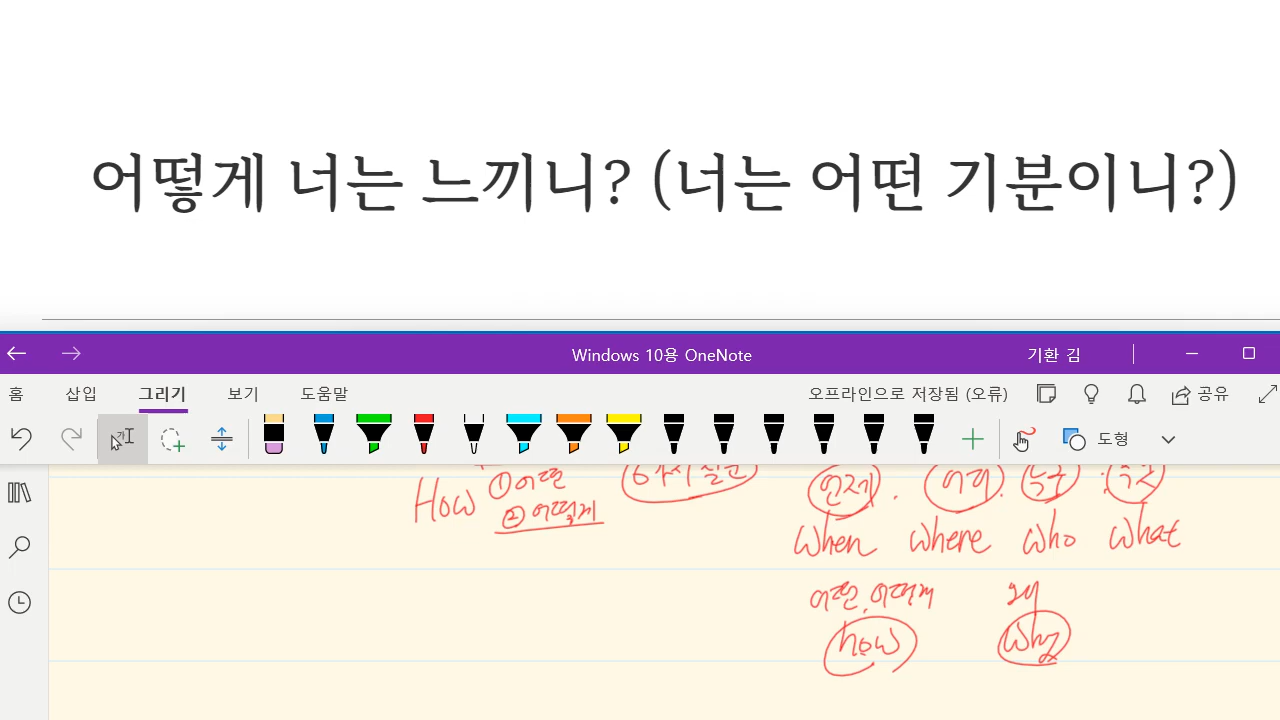 어떻게 너는 느끼니? (너는 어떤 기분이니?)
Windows 10용 OneNote
기환 김
홈 삽입 그리기 보기 도움말
오프라인으로 저장됨 (오류) 공유
도형
How ①어떤 6가지 질문 언제. 어디. 누구.
②어떻게
when where who what
어떤, 어떻게 왜
how why